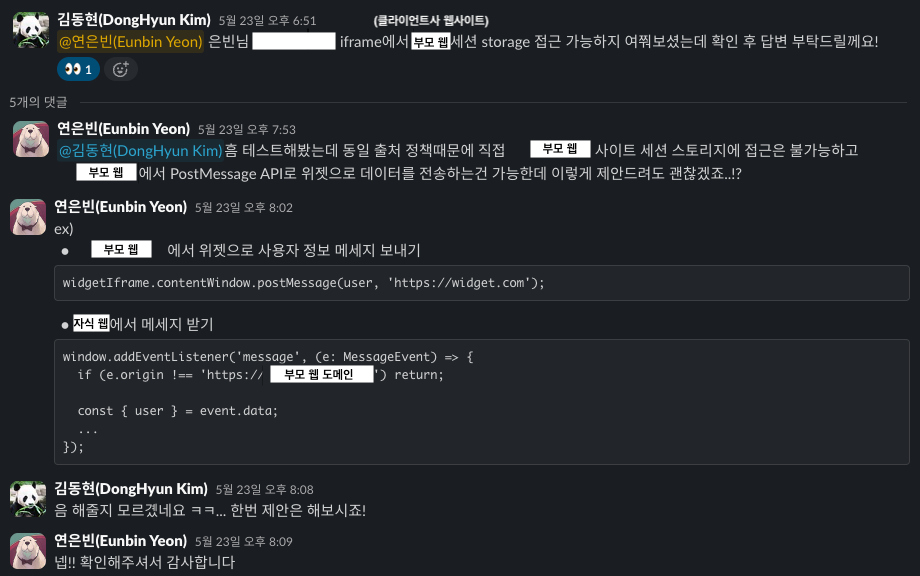 김동현(DongHyun Kim) 5월 23일 오후 6:51 (클라이언트사 웹사이트)
@연은빈(Eunbin Yeon) 은빈님 iframe에서 부모 웹 세션 storage 접근 가능하지 여쭤보셨는데 확인 후 답변 부탁드릴께요!
1
5개의 댓글
연은빈(Eunbin Yeon) 5월 23일 오후 7:53
@김동현(DongHyun Kim) 흠 테스트해봤는데 동일 출처 정책때문에 직접 부모 웹 사이트 세션 스토리지에 접근은 불가능하고
부모 웹 에서 PostMessage API로 위젯으로 데이터를 전송하는건 가능한데 이렇게 제안드려도 괜찮겠죠..!?
연은빈(Eunbin Yeon) 5월 23일 오후 8:02
ex)
• 부모 웹 에서 위젯으로 사용자 정보 메세지 보내기
widgetIframe.contentWindow.postMessage(user, 'https://widget.com');
• 자식 웹에서 메세지 받기
window.addEventListener('message', (e: MessageEvent) => {
if (e.origin !== 'https:// 부모 웹 도메인 ') return;
const { user } = event.data;
...
});
김동현(DongHyun Kim) 5월 23일 오후 8:08
음 해줄지 모르겠네요 ㅋㅋ... 한번 제안은 해보시죠!
연은빈(Eunbin Yeon) 5월 23일 오후 8:09
넵!! 확인해주셔서 감사합니다